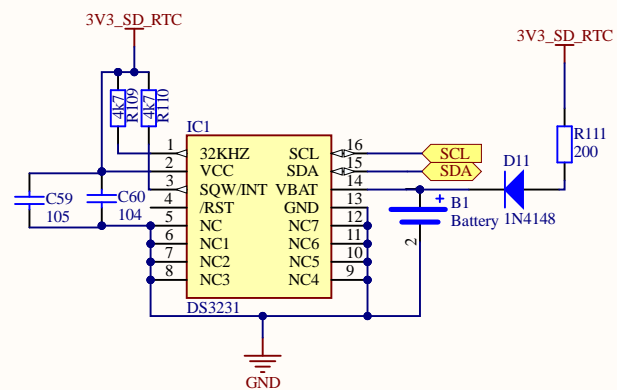 3V3_SD_RTC
3V3_SD_RTC
4k7
R109
4k7
R110
IC1
1 32KHZ SCL 16 SCL
2 VCC SDA 15 SDA
3 SQW/INT VBAT 14
4 /RST GND 13
5 NC NC7 12
6 NC1 NC6 11
7 NC2 NC5 10
8 NC3 NC4 9
DS3231
C59
105
C60
104
+
B1
Battery
2
D11
1N4148
R111
200
GND